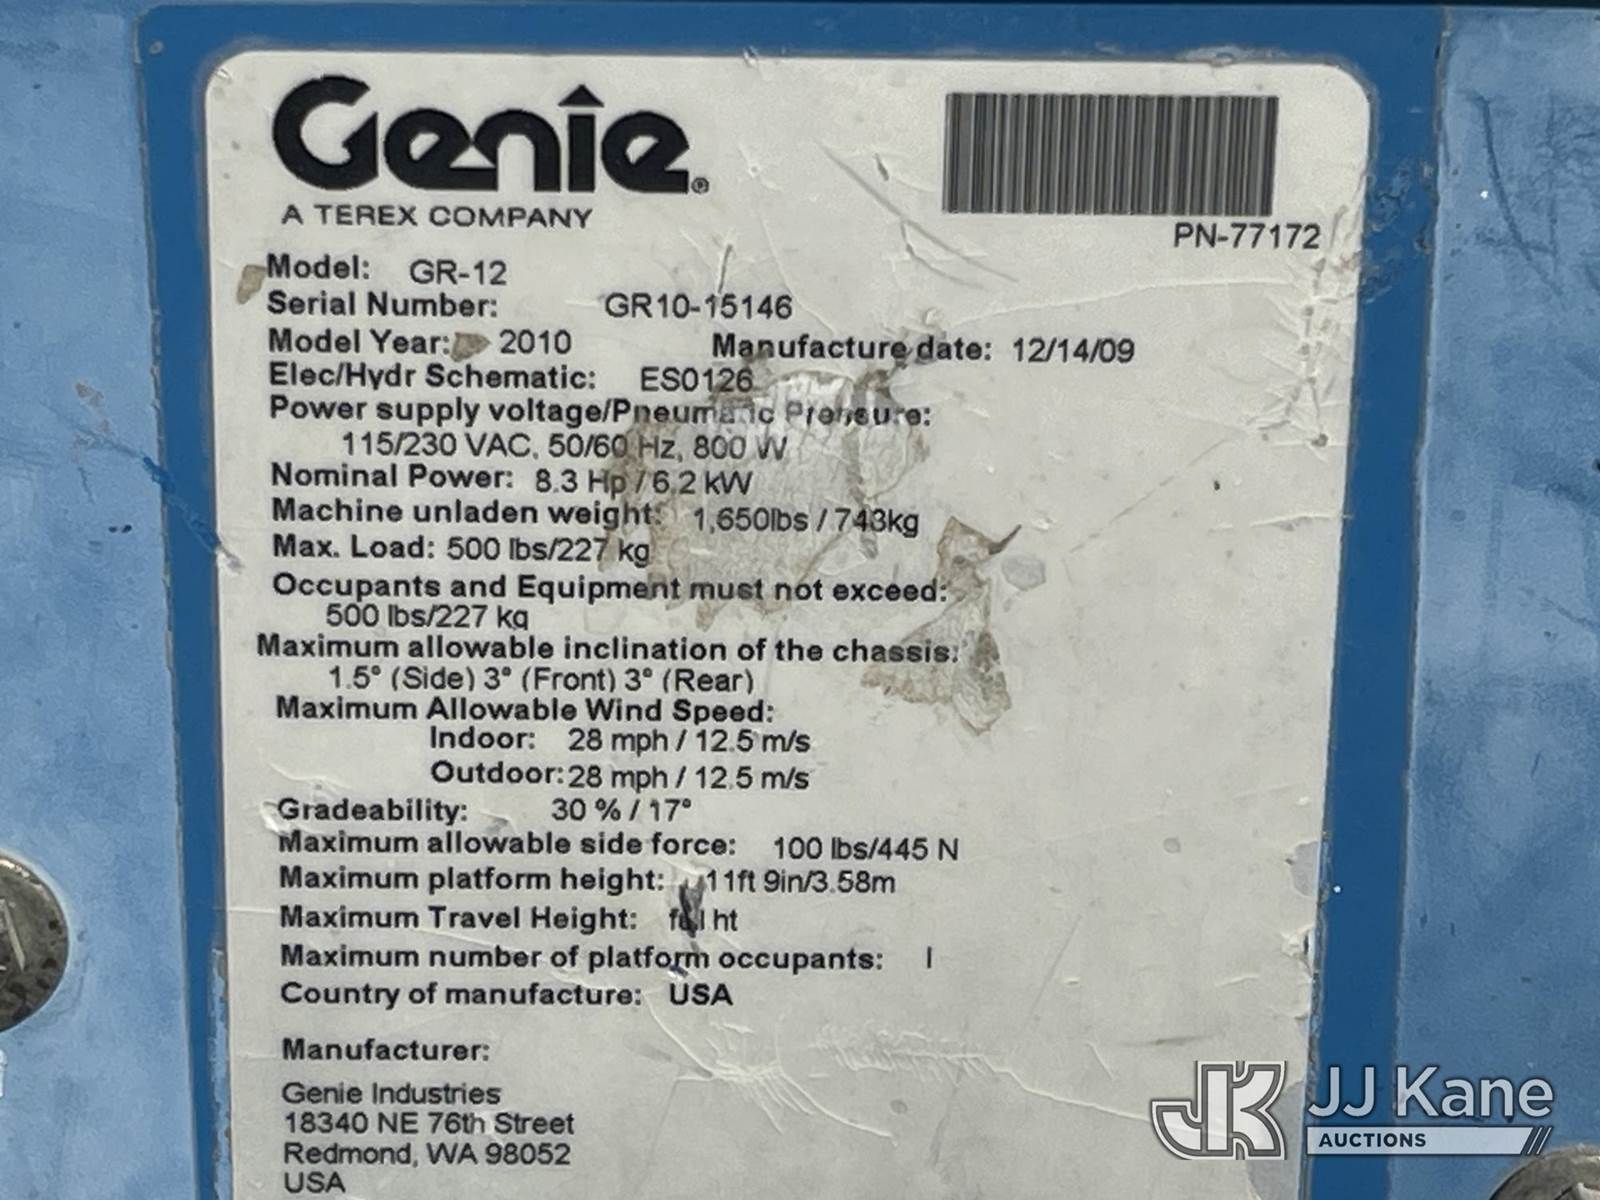 Genie®
A TEREX COMPANY
PN-77172
Model: GR-12
Serial Number: GR10-15146
Model Year: 2010 Manufacture date: 12/14/09
Elec/Hydr Schematic: ES0126
Power supply voltage/Pneumatic Pressure:
115/230 VAC, 50/60 Hz, 800 W
Nominal Power: 8.3 Hp / 6.2 kW
Machine unladen weight: 1,650lbs / 743kg
Max. Load: 500 lbs/227 kg
Occupants and Equipment must not exceed:
500 lbs/227 kg
Maximum allowable inclination of the chassis:
1.5° (Side) 3° (Front) 3° (Rear)
Maximum Allowable Wind Speed:
Indoor: 28 mph / 12.5 m/s
Outdoor: 28 mph / 12.5 m/s
Gradeability: 30 % / 17°
Maximum allowable side force: 100 lbs/445 N
Maximum platform height: 11ft 9in/3.58m
Maximum Travel Height: full ht
Maximum number of platform occupants: 1
Country of manufacture: USA
Manufacturer:
Genie Industries
18340 NE 76th Street
Redmond, WA 98052
USA
JK JJ Kane
AUCTIONS